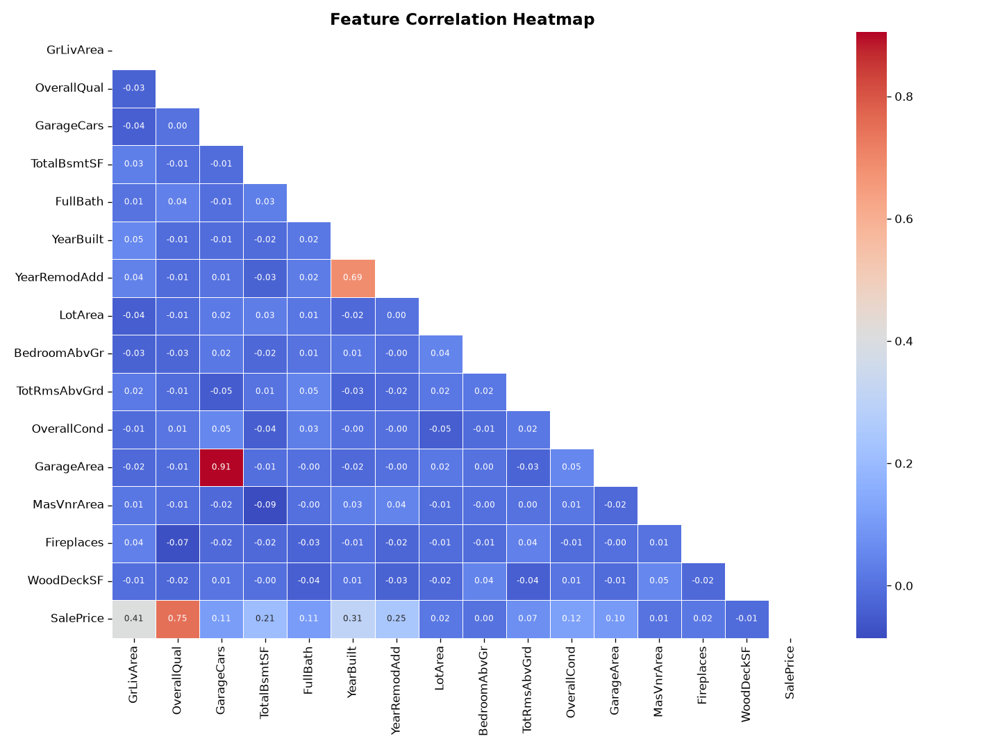 Feature Correlation Heatmap
GrLivArea
OverallQual -0.03
GarageCars -0.04 0.00
TotalBsmtSF 0.03 -0.01 -0.01
FullBath 0.01 0.04 -0.01 0.03
YearBuilt 0.05 -0.01 -0.01 -0.02 0.02
YearRemodAdd 0.04 -0.01 0.01 -0.03 0.02 0.69
LotArea -0.04 -0.01 0.02 0.03 0.01 -0.02 0.00
BedroomAbvGr -0.03 -0.03 0.02 -0.02 0.01 0.01 -0.00 0.04
TotRmsAbvGrd 0.02 -0.01 -0.05 0.01 0.05 -0.03 -0.02 0.02 0.02
OverallCond -0.01 0.01 0.05 -0.04 0.03 -0.00 -0.00 -0.05 -0.01 0.02
GarageArea -0.02 -0.01 0.91 -0.01 -0.00 -0.02 -0.00 0.02 0.00 -0.03 0.05
MasVnrArea 0.01 -0.01 -0.02 -0.09 -0.00 0.03 0.04 -0.01 -0.00 0.00 0.01 -0.02
Fireplaces 0.04 -0.07 -0.02 -0.02 -0.03 -0.01 -0.02 -0.01 -0.01 0.04 -0.01 -0.00 0.01
WoodDeckSF -0.01 -0.02 0.01 -0.00 -0.04 0.01 -0.03 -0.02 0.04 -0.04 0.01 -0.01 0.05 -0.02
SalePrice 0.41 0.75 0.11 0.21 0.11 0.31 0.25 0.02 0.00 0.07 0.12 0.10 0.01 0.02 -0.01
GrLivArea OverallQual GarageCars TotalBsmtSF FullBath YearBuilt YearRemodAdd LotArea BedroomAbvGr TotRmsAbvGrd OverallCond GarageArea MasVnrArea Fireplaces WoodDeckSF SalePrice
0.8
0.6
0.4
0.2
0.0